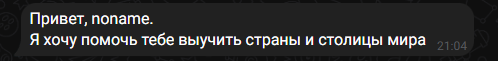 Привет, noname.
Я хочу помочь тебе выучить страны и столицы мира
21:04